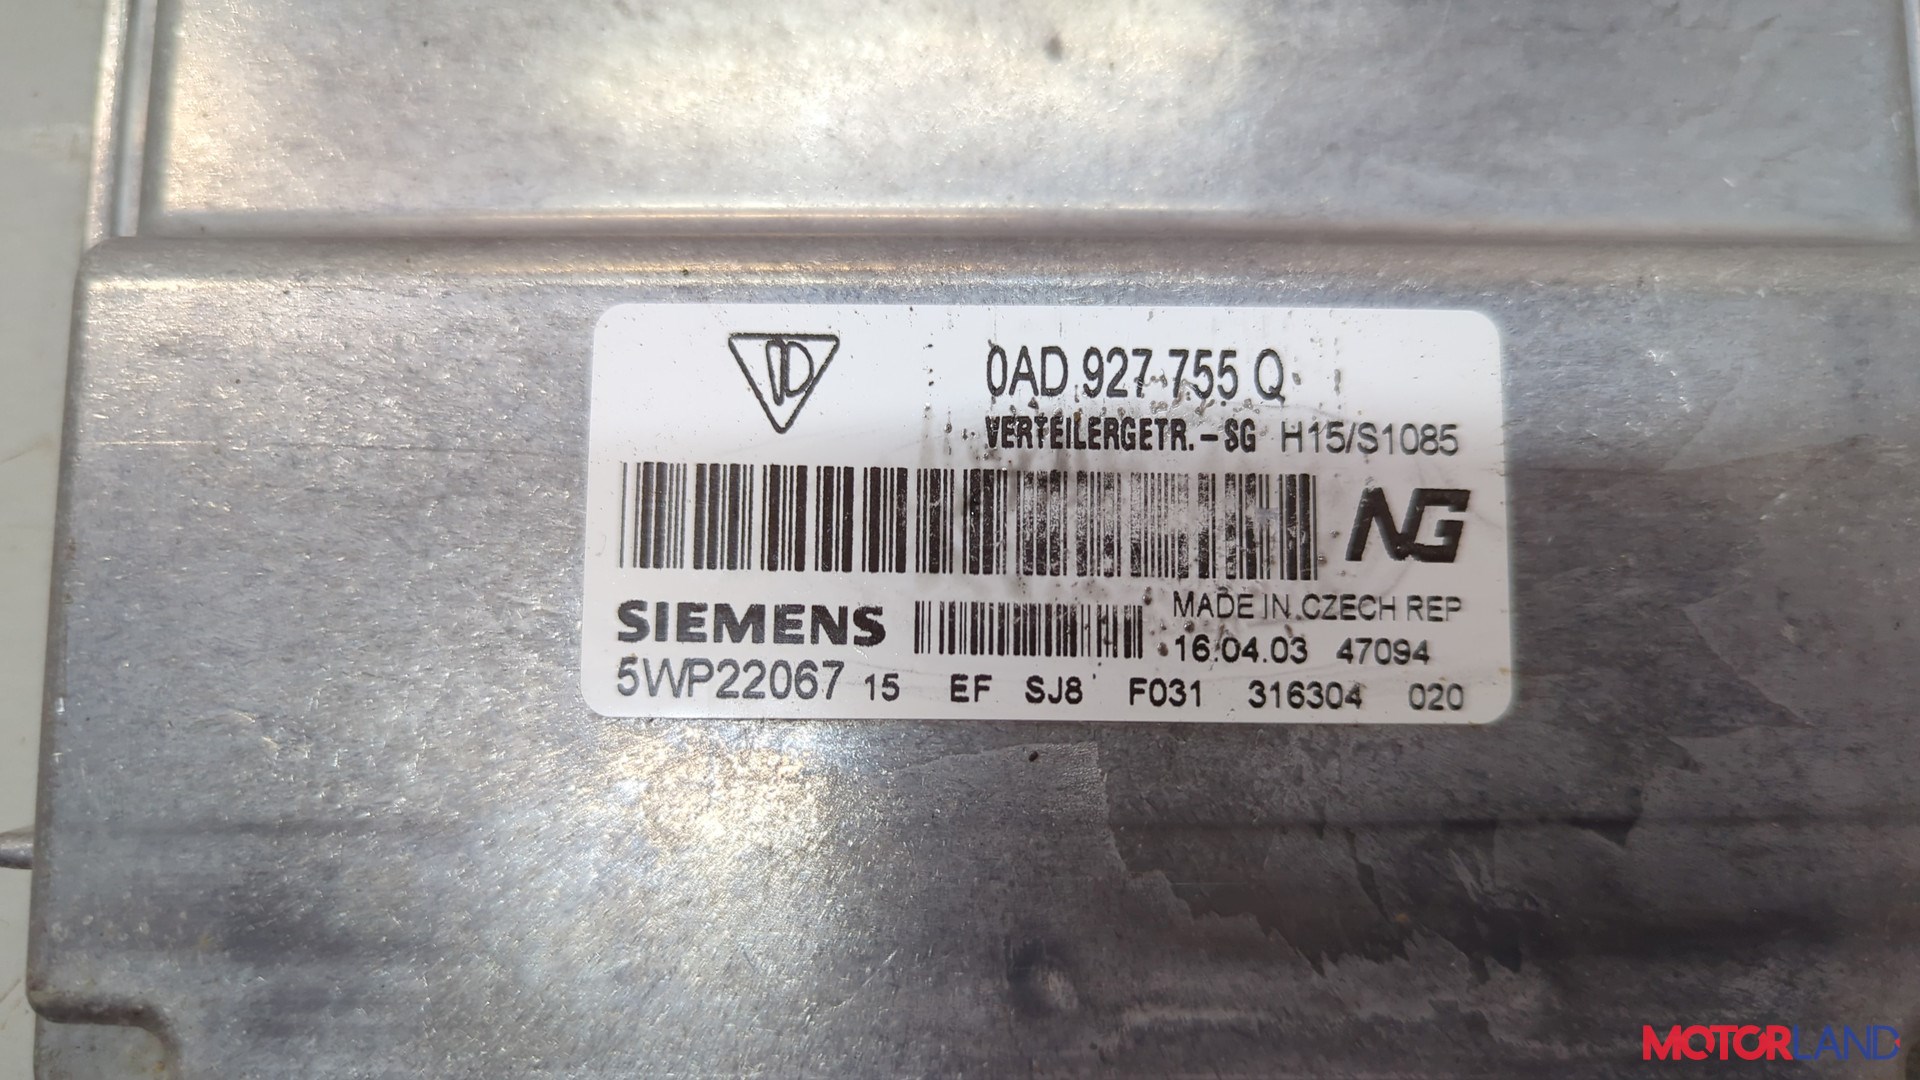 0AD 927 755 Q
VERTEILERGETR.-SG H15/S1085
NG
SIEMENS
MADE IN CZECH REP
16.04.03 47094
5WP22067 15 EF SJ8 F031 316304 020
MOTORLAND